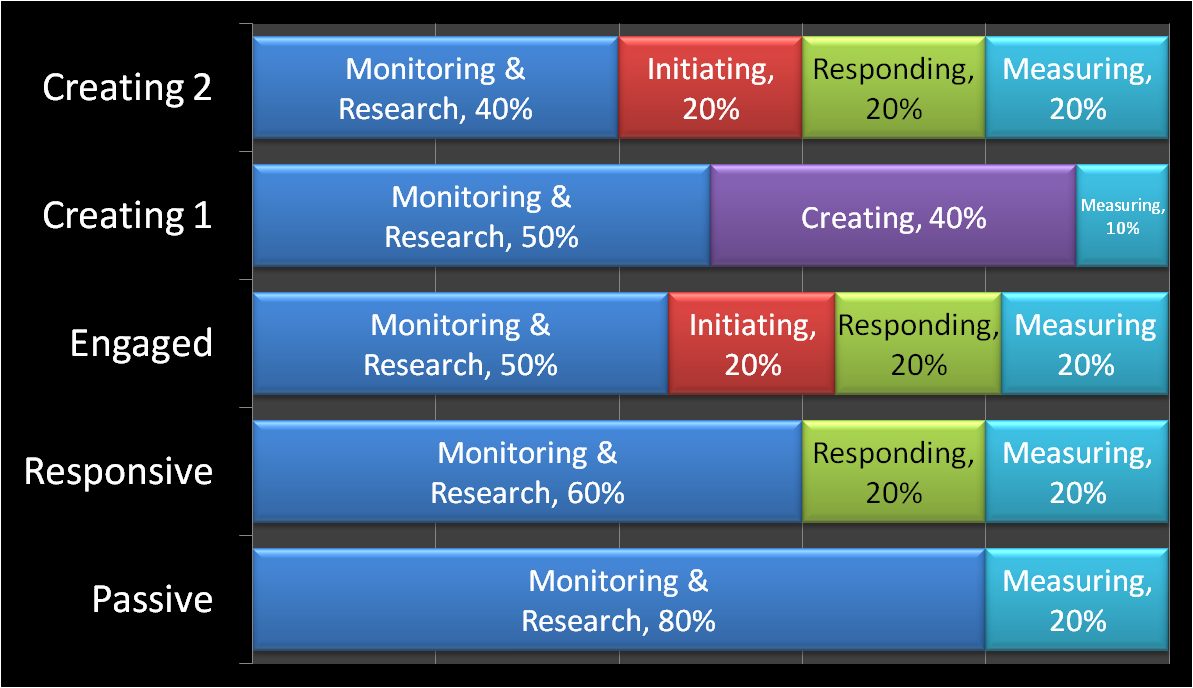 Creating 2
Monitoring &
Research, 40%
Initiating,
20%
Responding,
20%
Measuring,
20%
Creating 1
Monitoring &
Research, 50%
Creating, 40%
Measuring,
10%
Engaged
Monitoring &
Research, 50%
Initiating,
20%
Responding,
20%
Measuring
20%
Responsive
Monitoring &
Research, 60%
Responding,
20%
Measuring,
20%
Passive
Monitoring &
Research, 80%
Measuring,
20%